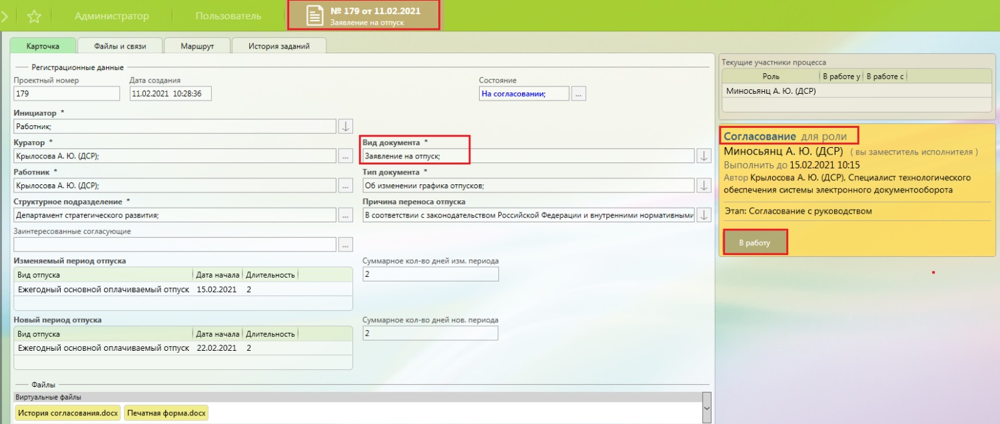 Администратор
Пользователь
№ 179 от 11.02.2021
Заявление на отпуск
Карточка
Файлы и связи
Маршрут
История заданий
Регистрационные данные
Проектный номер
Дата создания
Состояние
179
11.02.2021 10:28:36
На согласовании;
...
Инициатор *
Работник;
Куратор *
Вид документа *
Крылосова А. Ю. (ДСР);
...
Заявление на отпуск;
Работник *
Тип документа *
Крылосова А. Ю. (ДСР);
...
Об изменении графика отпусков;
Структурное подразделение *
Причина переноса отпуска
Департамент стратегического развития;
...
В соответствии с законодательством Российской Федерации и внутренними нормативными
Заинтересованные согласующие
...
Изменяемый период отпуска
Суммарное кол-во дней изм. периода
Вид отпуска
Дата начала
Длительность
2
Ежегодный основной оплачиваемый отпуск
15.02.2021
2
Новый период отпуска
Суммарное кол-во дней нов. периода
Вид отпуска
Дата начала
Длительность
2
Ежегодный основной оплачиваемый отпуск
22.02.2021
2
Файлы
Виртуальные файлы
История согласования.docx
Печатная форма.docx
Текущие участники процесса
Роль
В работе у
В работе с
Миносьянц А. Ю. (ДСР)
Согласование для роли
Миносьянц А. Ю. (ДСР) ( вы заместитель исполнителя )
Выполнить до 15.02.2021 10:15
Автор Крылосова А. Ю. (ДСР), Специалист технологического
обеспечения системы электронного документооборота
Этап: Согласование с руководством
В работу